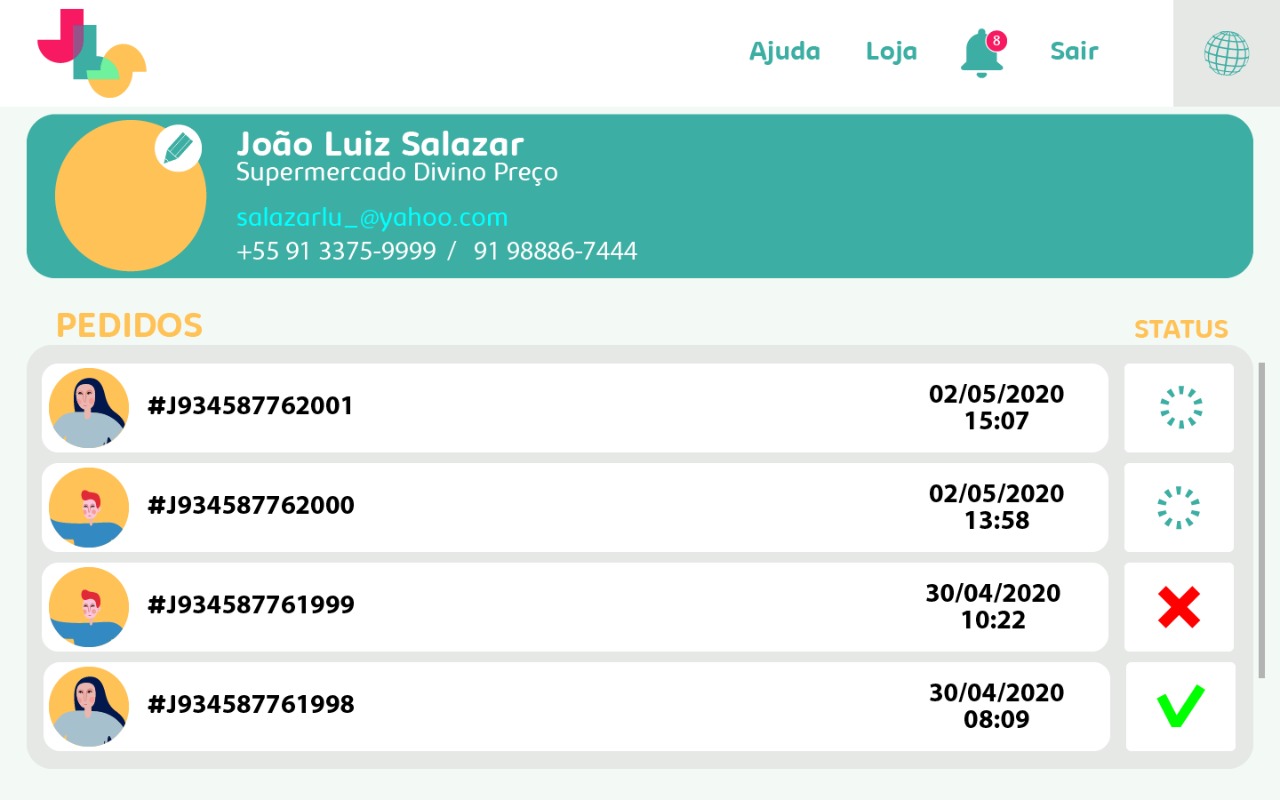 JLS
Ajuda
Loja
8
Sair
João Luiz Salazar
Supermercado Divino Preço
salazarlu_@yahoo.com
+55 91 3375-9999 / 91 98886-7444
PEDIDOS
STATUS
#J934587762001
02/05/2020
15:07
#J934587762000
02/05/2020
13:58
#J934587761999
30/04/2020
10:22
#J934587761998
30/04/2020
08:09